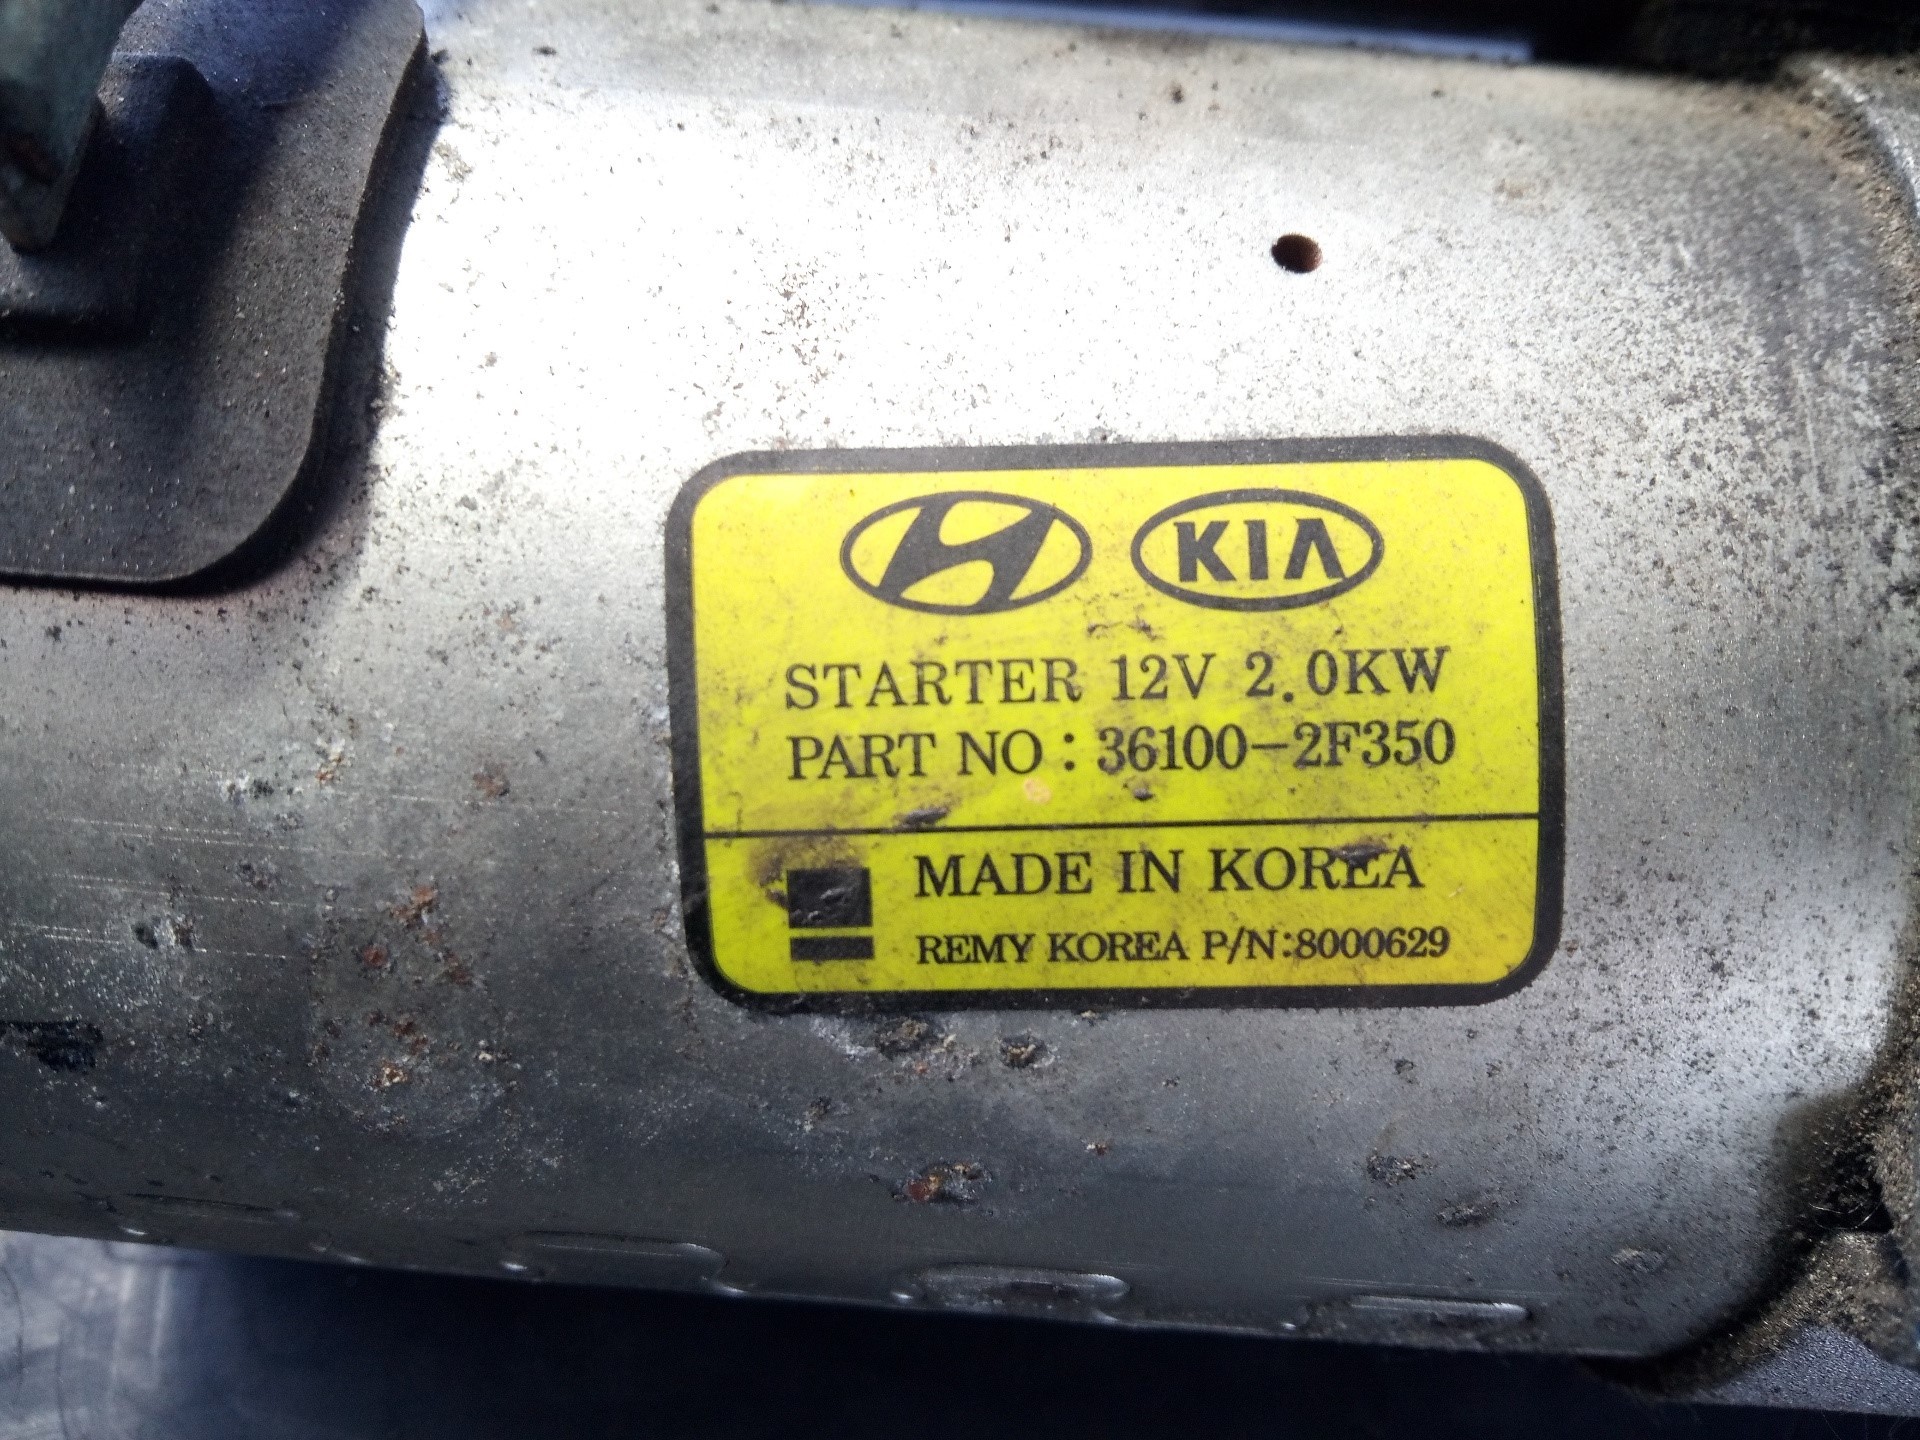 KIA
STARTER 12V 2.0KW
PART NO : 36100-2F350
MADE IN KOREA
REMY KOREA P/N:8000629